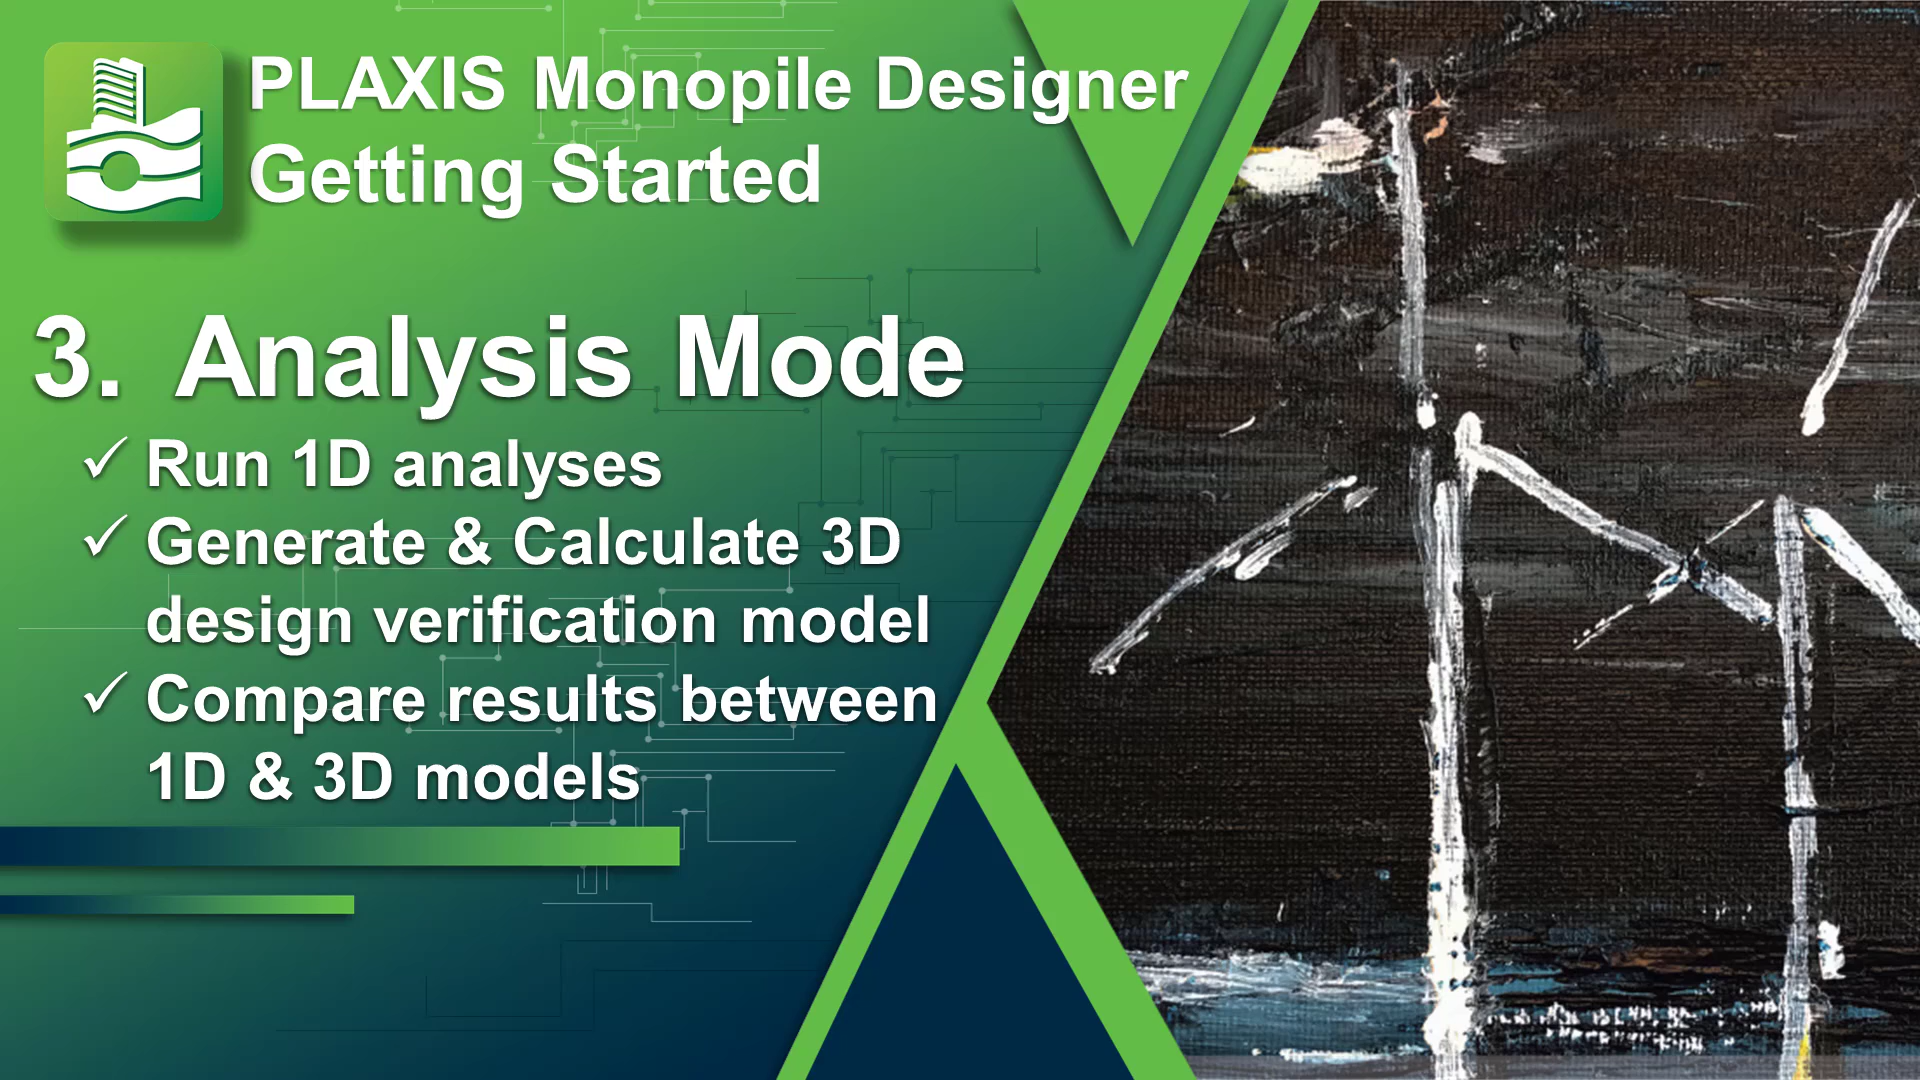 PLAXIS Monopile Designer
Getting Started
3. Analysis Mode
✓ Run 1D analyses
✓ Generate & Calculate 3D
design verification model
✓ Compare results between
1D & 3D models